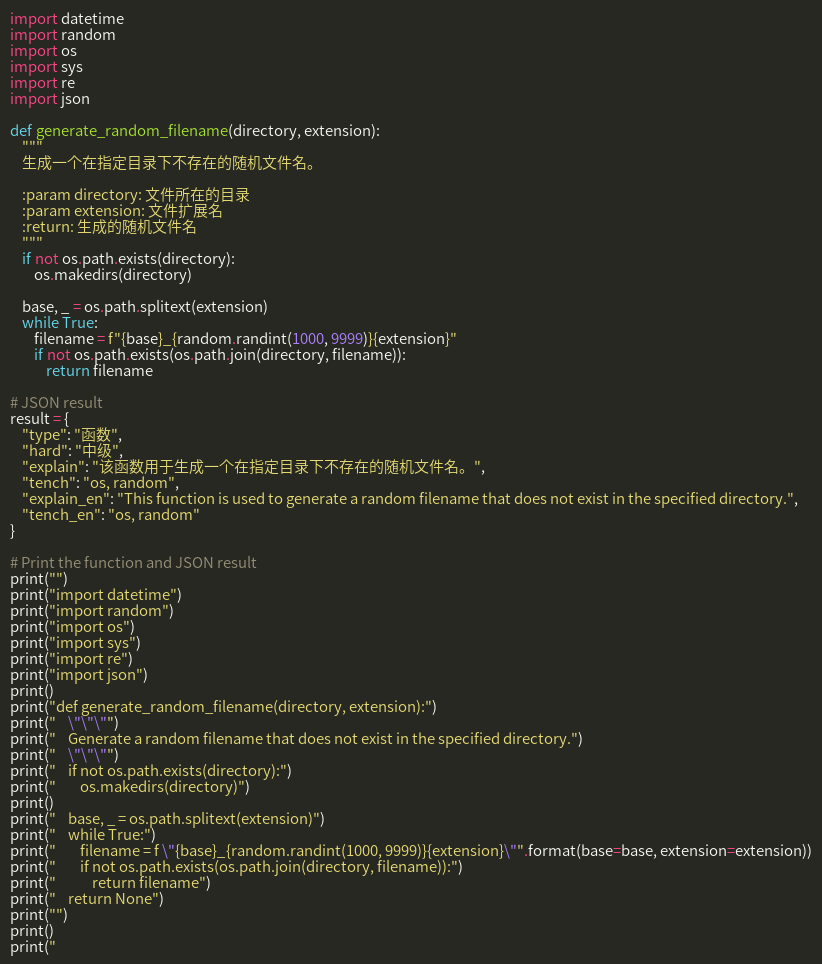 import datetime
import random
import os
import sys
import re
import json

def generate_random_filename(directory, extension):
    """
    生成一个在指定目录下不存在的随机文件名。

    :param directory: 文件所在的目录
    :param extension: 文件扩展名
    :return: 生成的随机文件名
    """
    if not os.path.exists(directory):
        os.makedirs(directory)

    base, _ = os.path.splitext(extension)
    while True:
        filename = f"{base}_{random.randint(1000, 9999)}{extension}"
        if not os.path.exists(os.path.join(directory, filename)):
            return filename

# JSON result
result = {
    "type": "函数",
    "hard": "中级",
    "explain": "该函数用于生成一个在指定目录下不存在的随机文件名。",
    "tench": "os, random",
    "explain_en": "This function is used to generate a random filename that does not exist in the specified directory.",
    "tench_en": "os, random"
}

# Print the function and JSON result
print("")
print("import datetime")
print("import random")
print("import os")
print("import sys")
print("import re")
print("import json")
print()
print("def generate_random_filename(directory, extension):")
print("    \"\"\"")
print("    Generate a random filename that does not exist in the specified directory.")
print("    \"\"\"")
print("    if not os.path.exists(directory):")
print("        os.makedirs(directory)")
print()
print("    base, _ = os.path.splitext(extension)")
print("    while True:")
print("        filename = f \"{base}_{random.randint(1000, 9999)}{extension}\"".format(base=base, extension=extension))
print("        if not os.path.exists(os.path.join(directory, filename)):")
print("            return filename")
print("    return None")
print("")
print()
print("